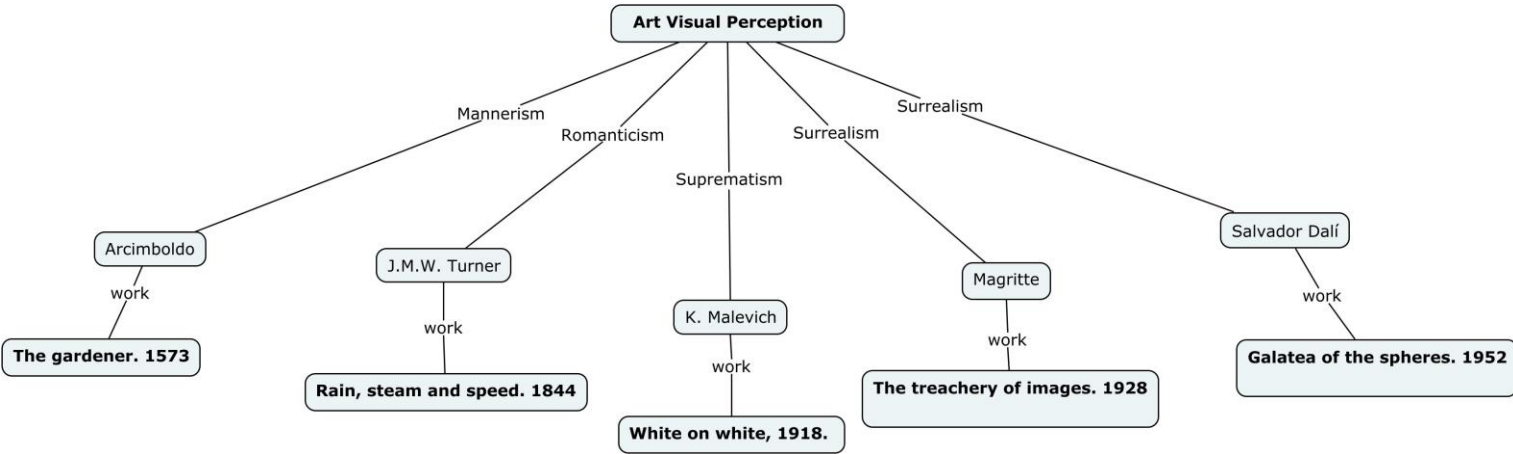 Art Visual Perception
Mannerism
Romanticism
Suprematism
Surrealism
Surrealism
Arcimboldo
J.M.W. Turner
K. Malevich
Magritte
Salvador Dalí
work
work
work
work
work
The gardener. 1573
Rain, steam and speed. 1844
White on white, 1918.
The treachery of images. 1928
Galatea of the spheres. 1952